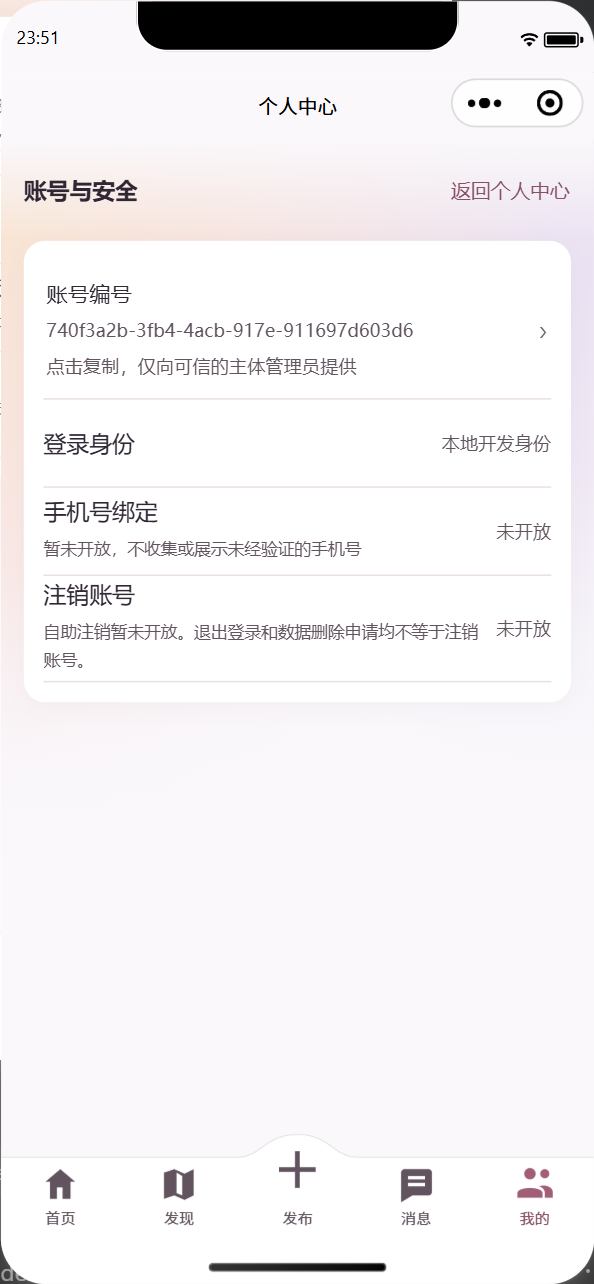 23:51
个人中心
账号与安全
返回个人中心
账号编号
740f3a2b-3fb4-4acb-917e-911697d603d6
点击复制，仅向可信的主体管理员提供
登录身份
本地开发身份
手机号绑定
暂未开放，不收集或展示未经验证的手机号
未开放
注销账号
自助注销暂未开放。退出登录和数据删除申请均不等于注销
账号。
未开放
首页
发现
发布
消息
我的